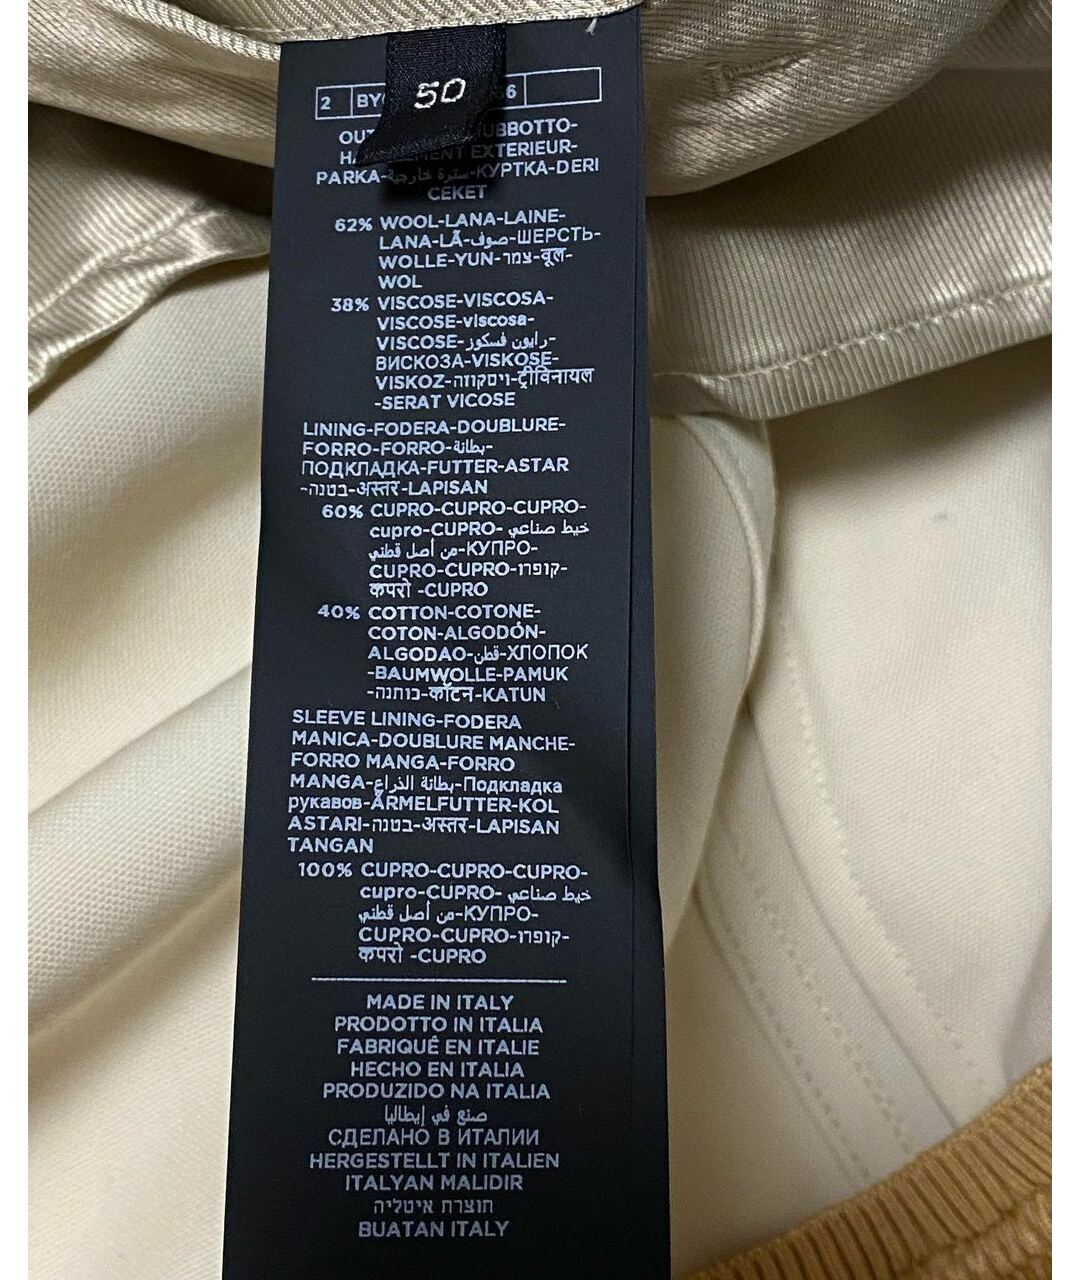 50
2 BY 6
OUT UBBOTTO-
EXTERIEUR-
PARKA-سترة خارجية-КУРТКА-DERI
CEKET
62% WOOL-LANA-LAINE-
LANA-LÃ-صوف-ШЕРСТЬ-
WOLLE-YUN-צמר-वूल-
WOL
38% VISCOSE-VISCOSA-
VISCOSE-viscosa-
VISCOSE-رايون فسكوز-
ВИСКОЗА-VISKOSE-
VISKOZ-ויסקוזה-ट्रीविनायल
-SERAT VICOSE
LINING-FODERA-DOUBLURE-
FORRO-FORRO-بطانة-
ПОДКЛАДКА-FUTTER-ASTAR
-בטנה-अस्तर-LAPISAN
60% CUPRO-CUPRO-CUPRO-
cupro-CUPRO- خيط صناعي
من أصل قطني-КУПРО-
CUPRO-CUPRO-קופרו-
कपरो -CUPRO
40% COTTON-COTONE-
COTON-ALGODÓN-
ALGODAO-قطن-ХЛОПОК
-BAUMWOLLE-PAMUK
-כותנה-कॉटन-KATUN
SLEEVE LINING-FODERA
MANICA-DOUBLURE MANCHE-
FORRO MANGA-FORRO
MANGA-بطانة الذراع-Подкладка
рукавов-ÄRMELFUTTER-KOL
ASTARI-בטנה-अस्तर-LAPISAN
TANGAN
100% CUPRO-CUPRO-CUPRO-
cupro-CUPRO- خيط صناعي
من أصل قطني-КУПРО-
CUPRO-CUPRO-קופרו-
कपरो -CUPRO
MADE IN ITALY
PRODOTTO IN ITALIA
FABRIQUÊ EN ITALIE
HECHO EN ITALIA
PRODUZIDO NA ITALIA
صنع في إيطاليا
СДЕЛАНО В ИТАЛИИ
HERGESTELLT IN ITALIEN
ITALYAN MALIDIR
תוצרת איטליה
BUATAN ITALY